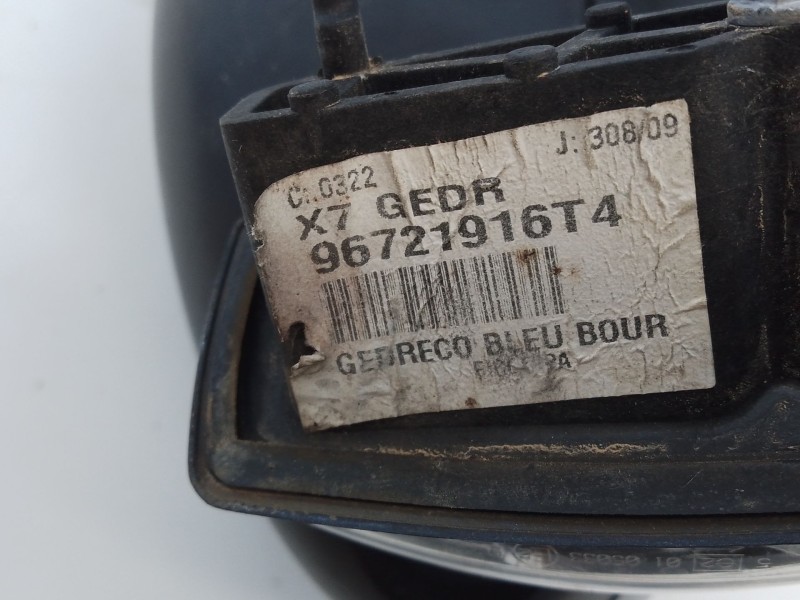 J: 308/09
0322
X7 GEDR
96721916T4
GEDRECO BLEU BOUR